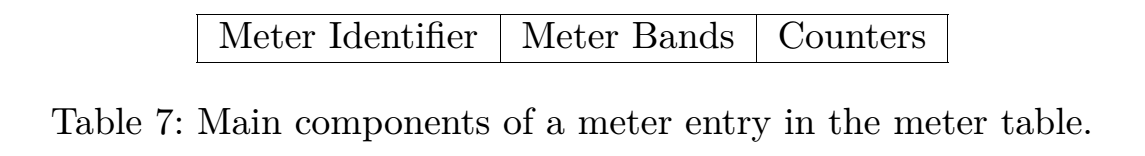 Meter Identifier Meter Bands Counters
Table 7: Main components of a meter entry in the meter table.